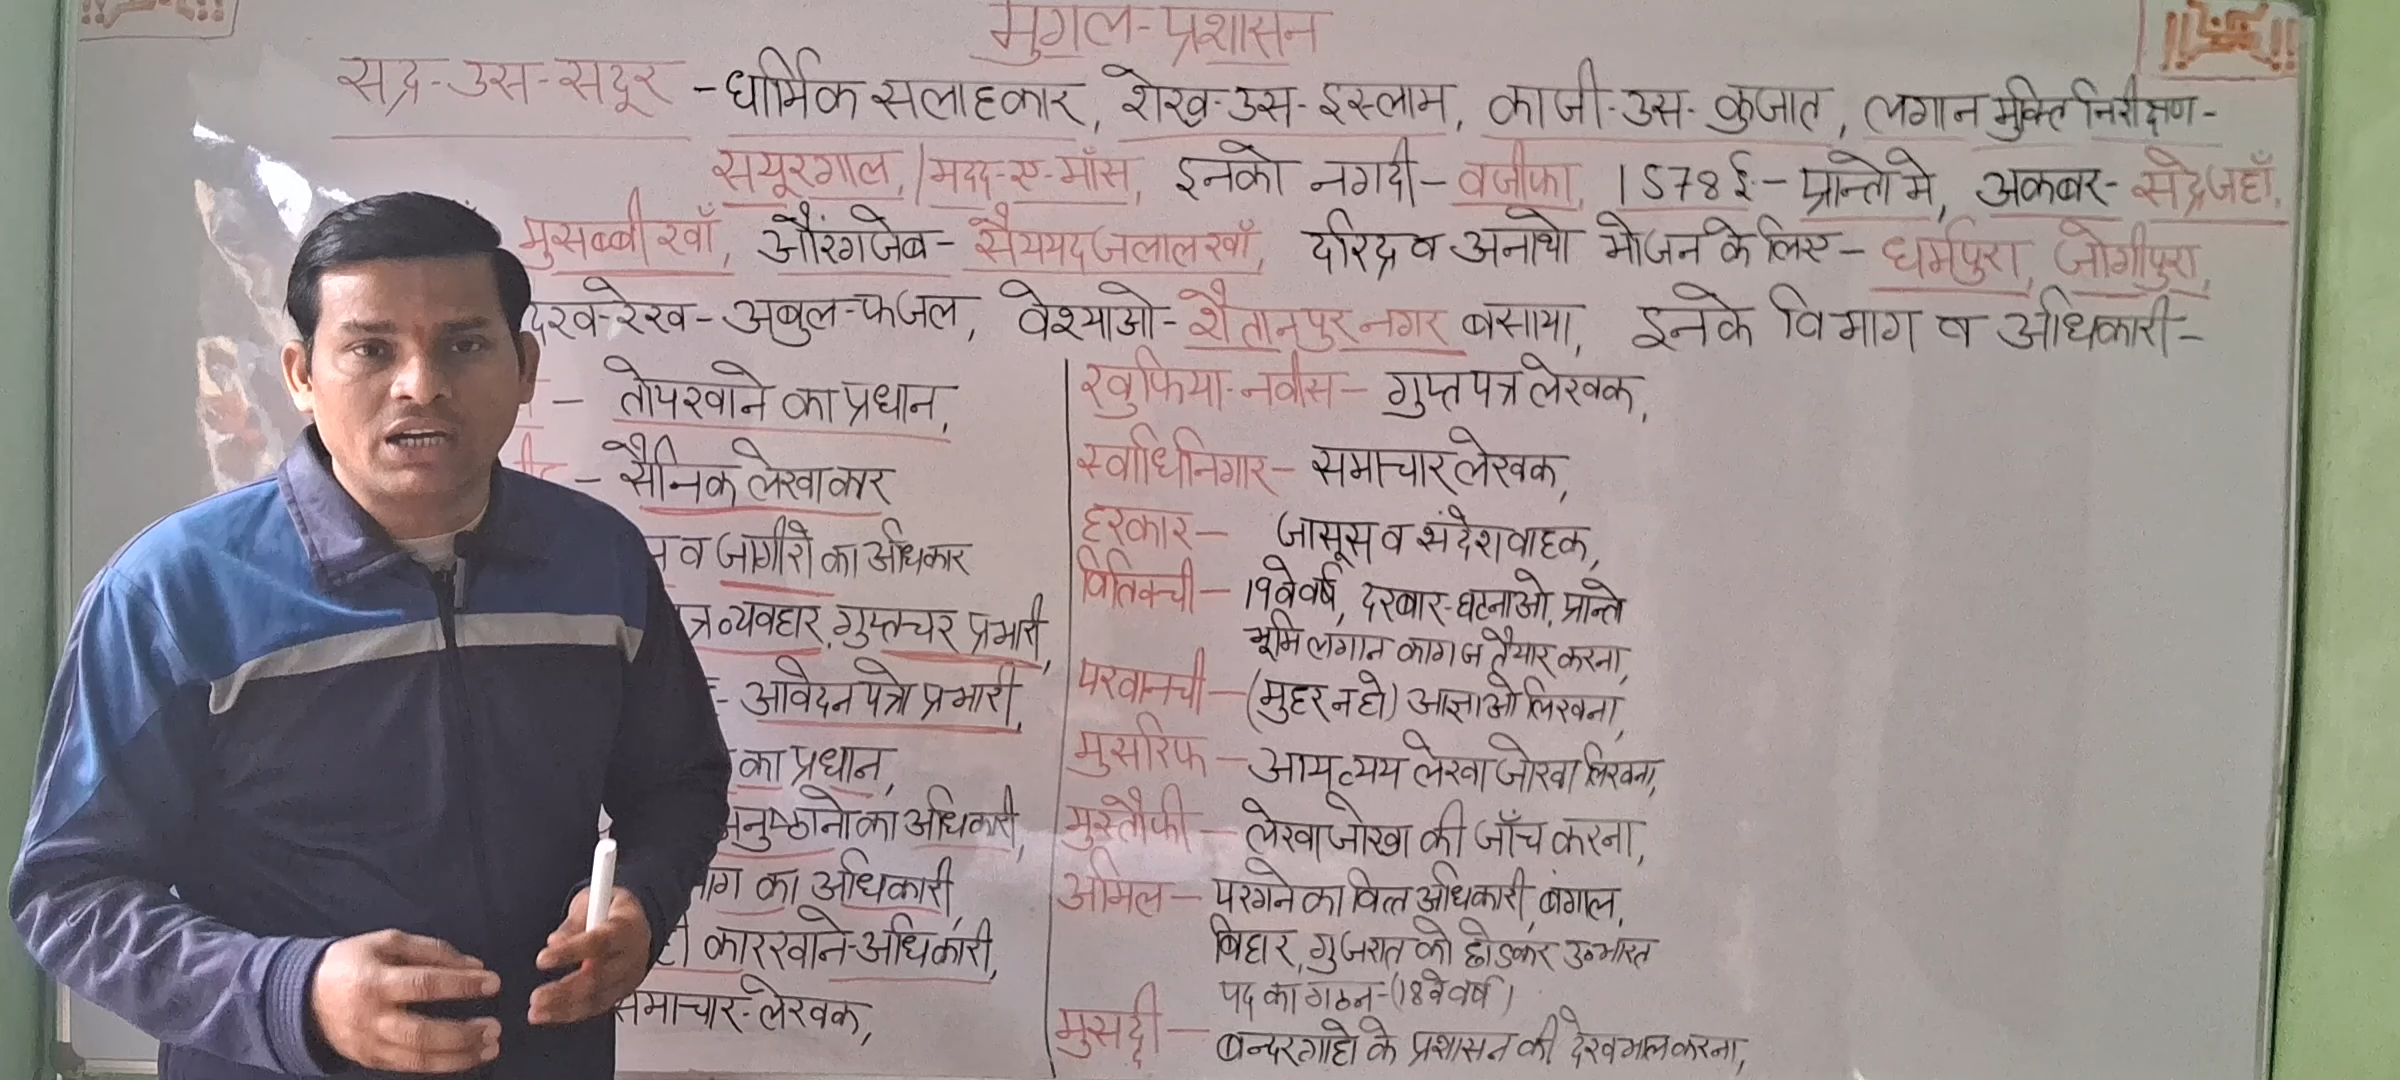 मुगल-प्रशासन
सद्र-उस-सदूर - धार्मिक सलाहकार, शेख-उस-इस्लाम, काजी-उस-कुजात, लगान मुक्ति निरीक्षण-
सयूरगाल, / मदद-ए-माँस, इनको नगदी - वजीफा, 1578 ई.- प्रान्तो मे, अकबर- सद्रेजहाँ,
मुसब्बी खाँ, औरंगजेब- सैययद जलाल खाँ, दरिद्र व अनाथो भोजन के लिए - धर्मपुरा, जोगीपुरा,
देख-रेख - अबुल-फजल, वेश्याओ- शैतानपुर नगर बसाया, इनके विभाग व अधिकारी-
- तोपखाने का प्रधान,
- सैनिक लेखाकार
व जागीरो का अधिकार
व्यवहार, गुप्तचर प्रभारी,
- आवेदन पत्रो प्रभारी,
का प्रधान,
अनुष्ठानो का अधिकारी,
का अधिकारी,
कारखाने-अधिकारी,
समाचार-लेखक,
खुफिया-नवीस - गुप्त पत्र लेखक,
स्वाधिनिगार - समाचार लेखक,
हरकार - जासूस व संदेशवाहक,
वितिक्ची - 19वे वर्ष, दरबार-घटनाओ, प्रान्ते
भूमि लगान कागज तैयार करना,
परवानची - (मुहर न हो) आज्ञाओ लिखना,
मुसरिफ - आय व्यय लेखा जोखा लिखना,
मुस्तौफी - लेखा जोखा की जाँच करना,
अमिल - परगने का वित्त अधिकारी, बंगाल,
बिहार, गुजरात को छोडकर उ०भारत
पद का गठन-(18वे वर्ष)
मुसद्दी - बन्दरगाहो के प्रशासन की देखभाल करना,